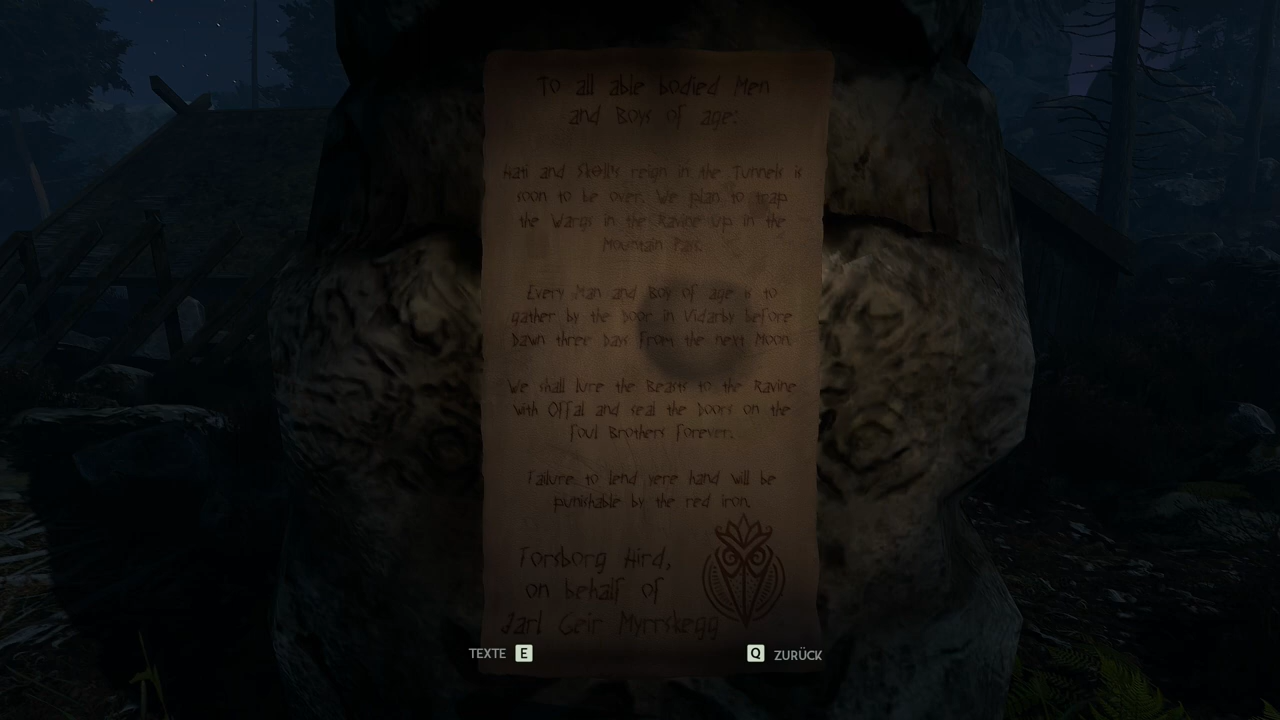 To all able bodied Men
and Boys of age:
Hati and Sköll's reign in the Tunnels is
soon to be over. We plan to trap
the Wargs in the Ravine up in the
Mountain Pass.
Every Man and Boy of age is to
gather by the Door in Vidarby before
Dawn three Days from the next Moon.
We shall lure the Beasts to the Ravine
with Offal and seal the Doors on the
foul Brothers forever.
Failure to lend yere hand will be
punishable by the red iron.
Torsborg Hird,
on behalf of
Jarl Geir Myrrskegg
TEXTE E
Q ZURÜCK